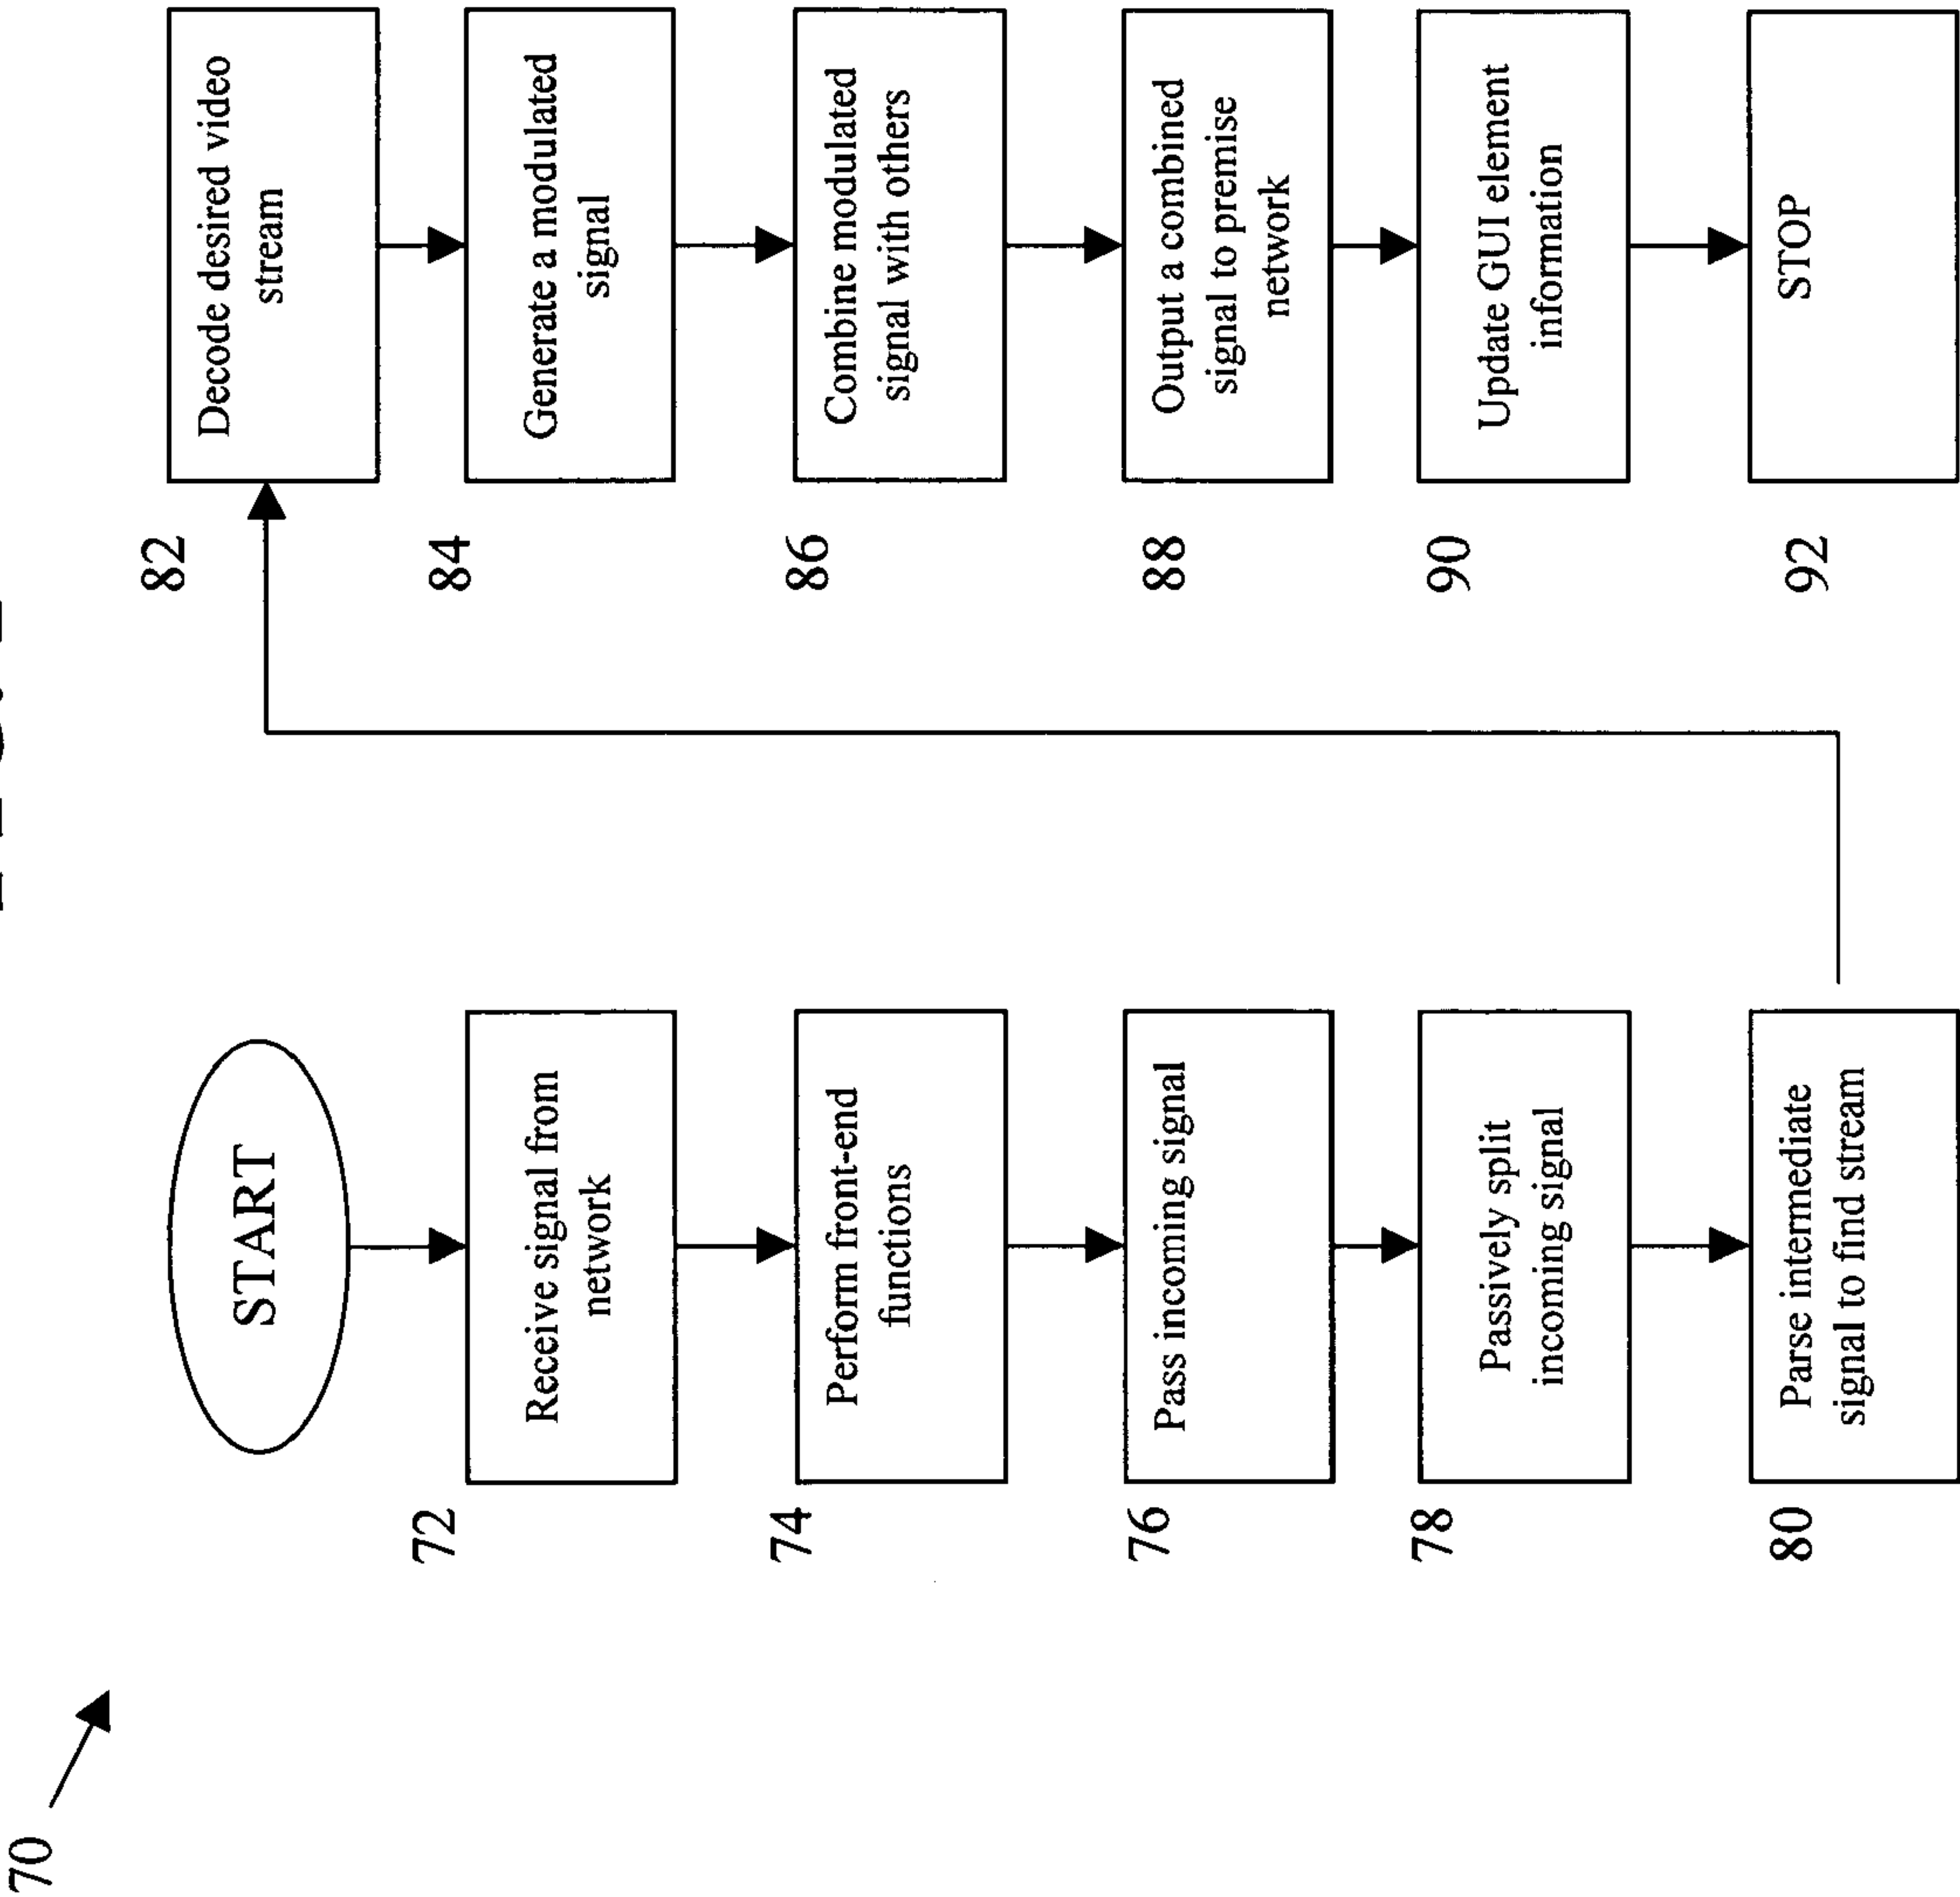 70
START
72
Receive signal from
network
74
Perform front-end
functions
76
Pass incoming signal
78
Passively split
incoming signal
80
Parse intermediate
signal to find stream
82
Decode desired video
stream
84
Generate a modulated
signal
86
Combine modulated
signal with others
88
Output a combined
signal to premise
network
90
Update GUI element
information
92
STOP